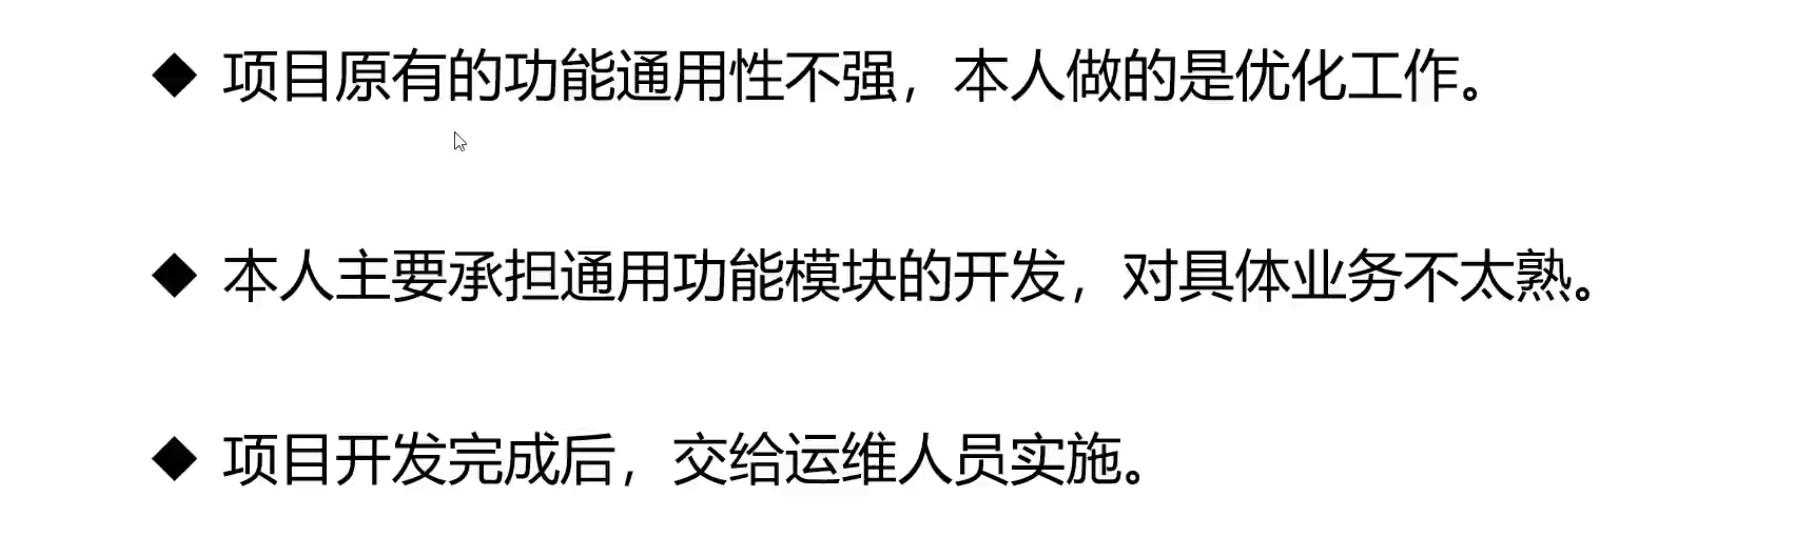 ◆ 项目原有的功能通用性不强，本人做的是优化工作。
◆ 本人主要承担通用功能模块的开发，对具体业务不太熟。
◆ 项目开发完成后，交给运维人员实施。